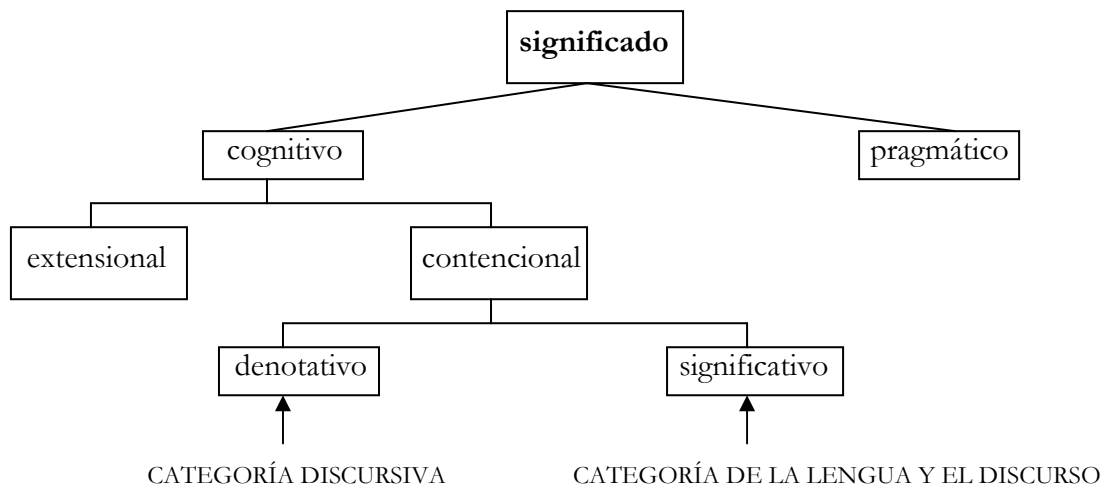 significado
cognitivo
pragmático
extensional
contencional
denotativo
significativo
CATEGORÍA DISCURSIVA
CATEGORÍA DE LA LENGUA Y EL DISCURSO